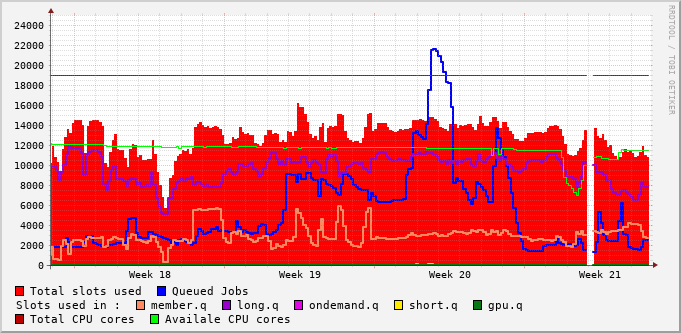 RRDTOOL / TOBI OETIKER
24000
22000
20000
18000
16000
14000
12000
10000
8000
6000
4000
2000
0
Week 18 Week 19 Week 20 Week 21
Total slots used Queued Jobs
Slots used in : member.q long.q ondemand.q short.q gpu.q
Total CPU cores Availale CPU cores